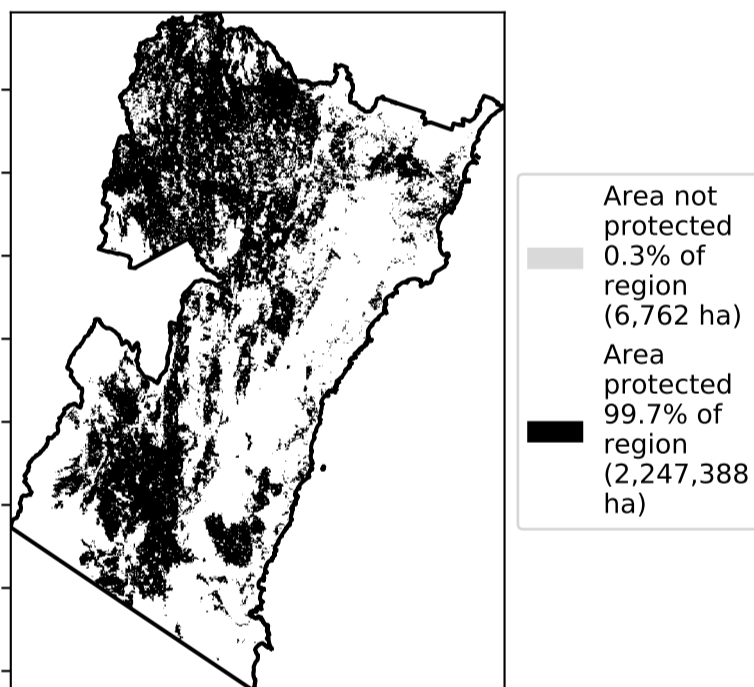 Area not
protected
0.3% of
region
(6,762 ha)
Area
protected
99.7% of
region
(2,247,388
ha)